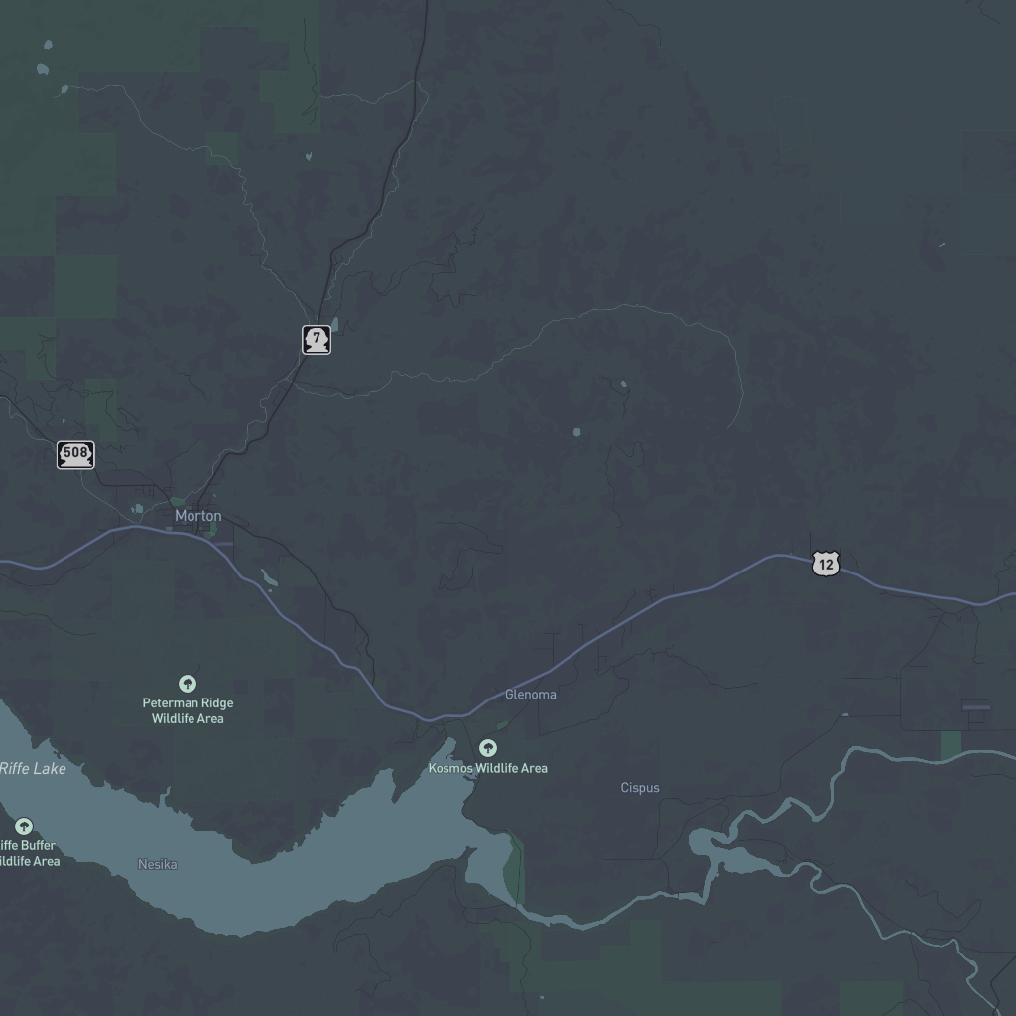 7
508
Morton
12
Peterman Ridge
Wildlife Area
Glenoma
Kosmos Wildlife Area
Riffe Lake
Cispus
iffe Buffer
ildlife Area
Nesika